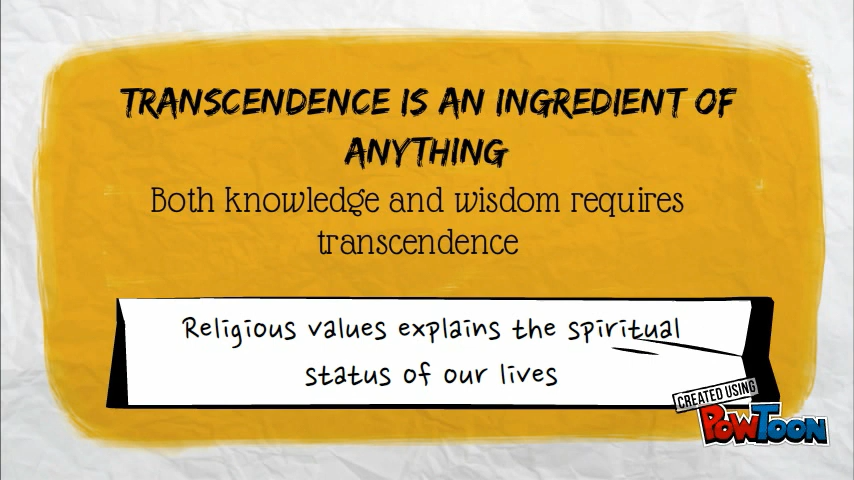 TRANSCENDENCE IS AN INGREDIENT OF
ANYTHING
Both knowledge and wisdom requires
transcendence
Religious values explains the spiritual
status of our lives
CREATED USING
POWTOON